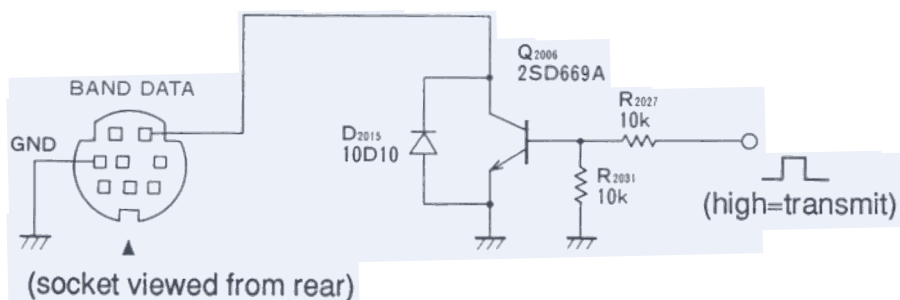 Q2006
2SD669A
BAND DATA
R2027
10k
D2015
10D10
GND
R2031
10k
(high=transmit)
(socket viewed from rear)